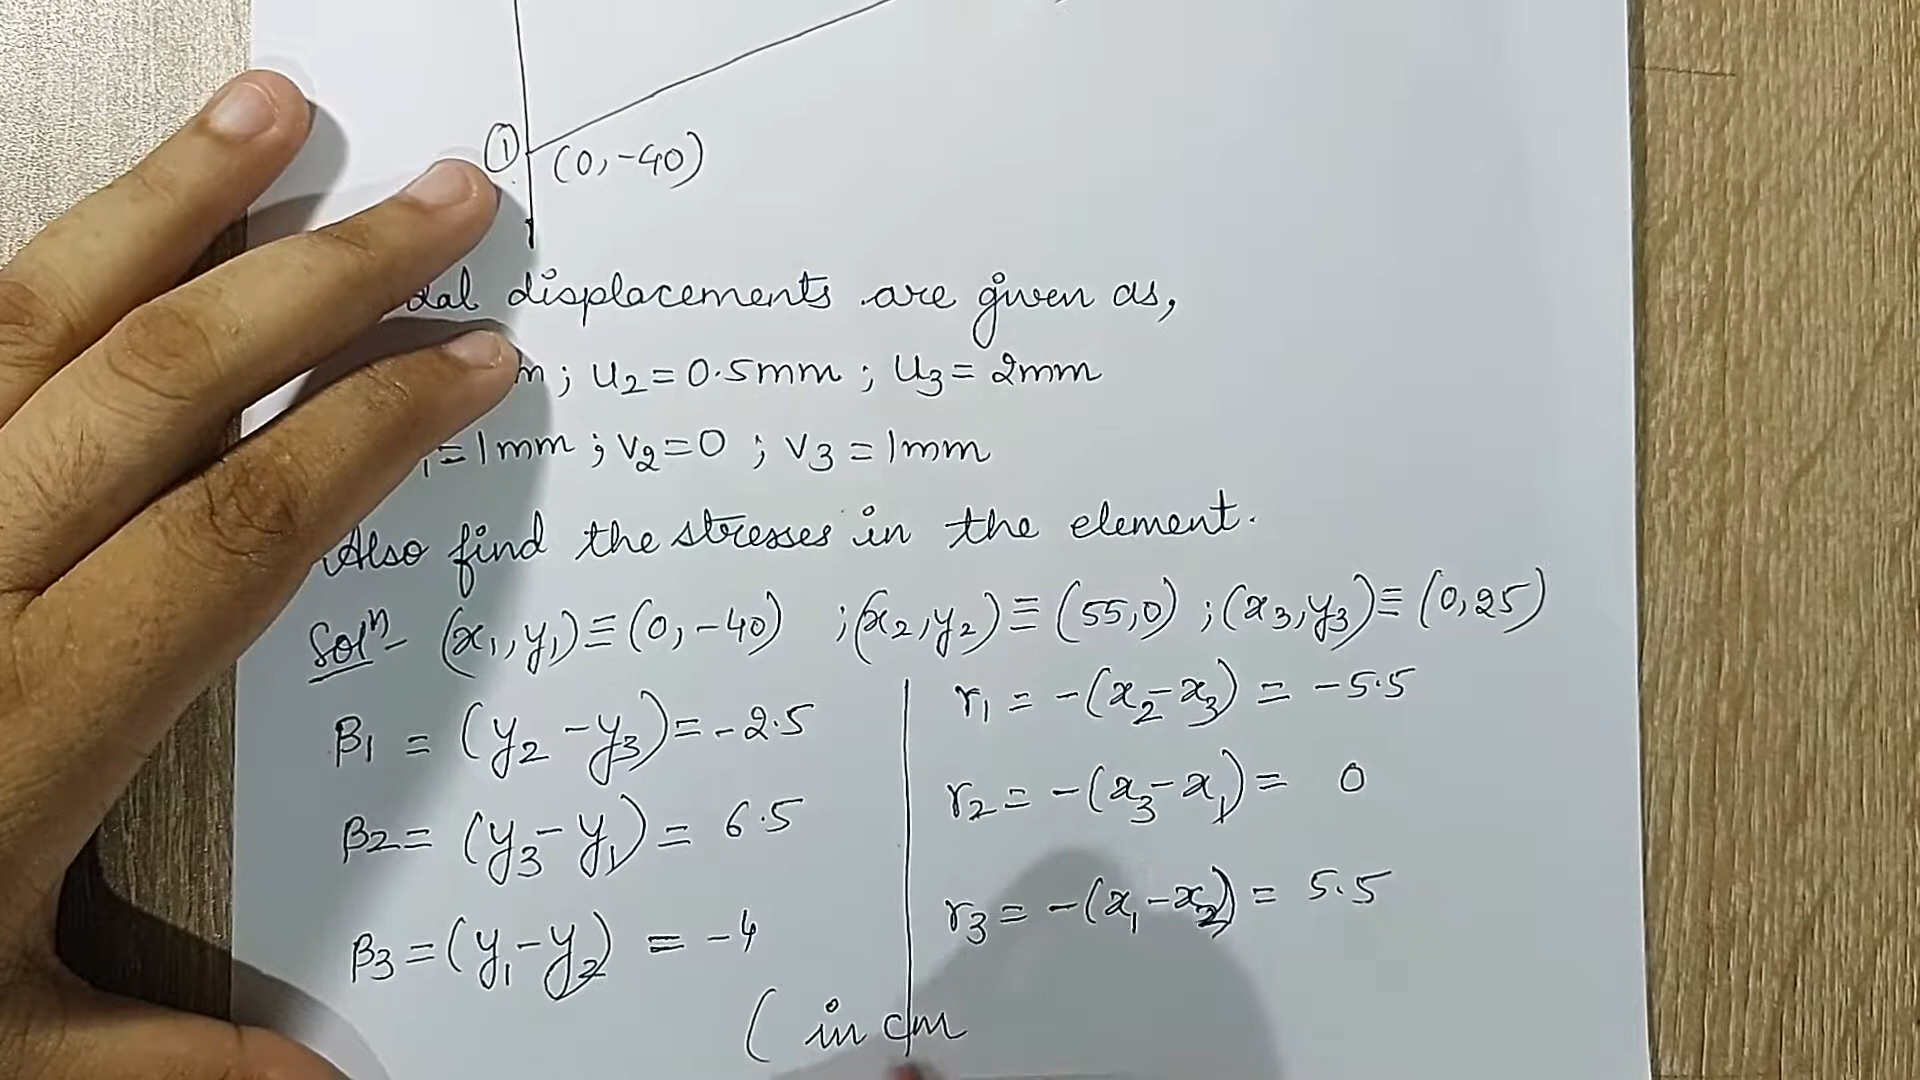 ① (0,-40)
displacements are given as,
; u₂=0.5mm ; u₃= 2mm
=1mm ; v₂=0 ; v₃=1mm
Also find the stresses in the element.
Solⁿ- (x₁,y₁)≡(0,-40) ;(x₂,y₂)≡(55,0) ;(x₃,y₃)≡(0,25)
β₁ = (y₂-y₃)=-2.5
β₂= (y₃-y₁)= 6.5
β₃=(y₁-y₂) = -4
r₁ = -(x₂-x₃) = -5.5
r₂= -(x₃-x₁)= 0
r₃= -(x₁-x₂)= 5.5
( in cm